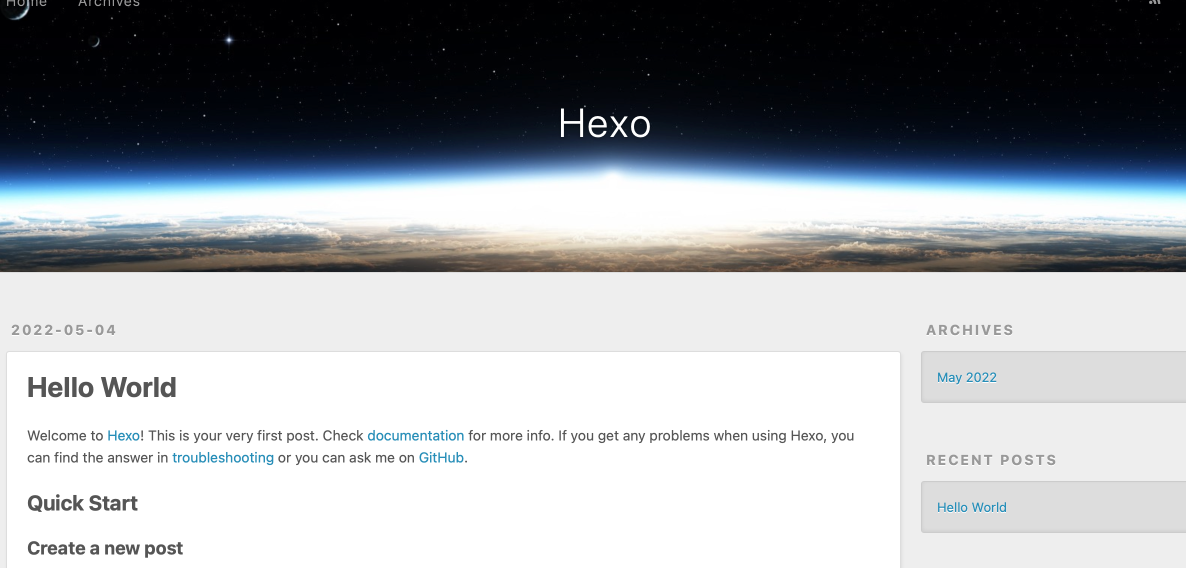 Home Archives
Hexo
2022-05-04
Hello World
Welcome to Hexo! This is your very first post. Check documentation for more info. If you get any problems when using Hexo, you
can find the answer in troubleshooting or you can ask me on GitHub.
Quick Start
Create a new post
ARCHIVES
May 2022
RECENT POSTS
Hello World